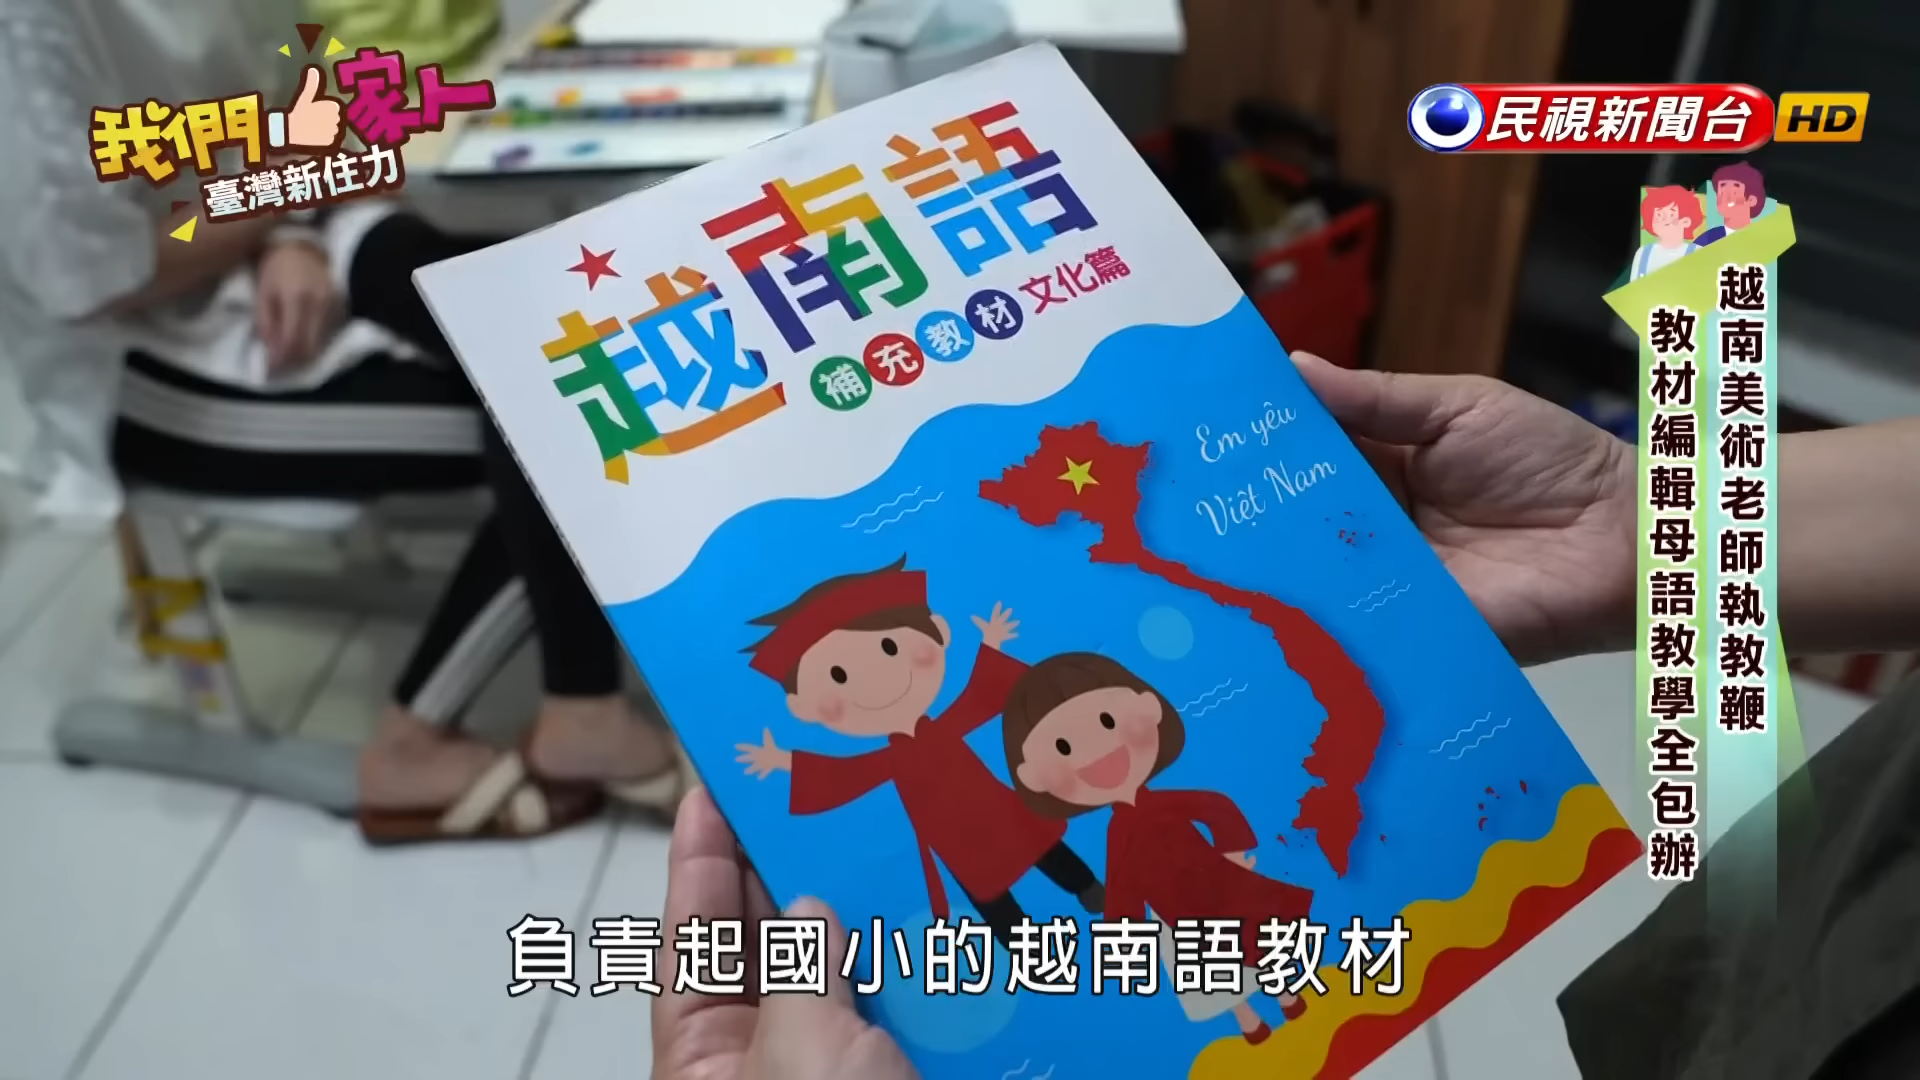 我們家人
臺灣新住力
民視新聞台 HD
越南語
補充教材文化篇
Em yêu
Việt Nam
越南美術老師執教鞭
教材編輯母語教學全包辦
負責起國小的越南語教材